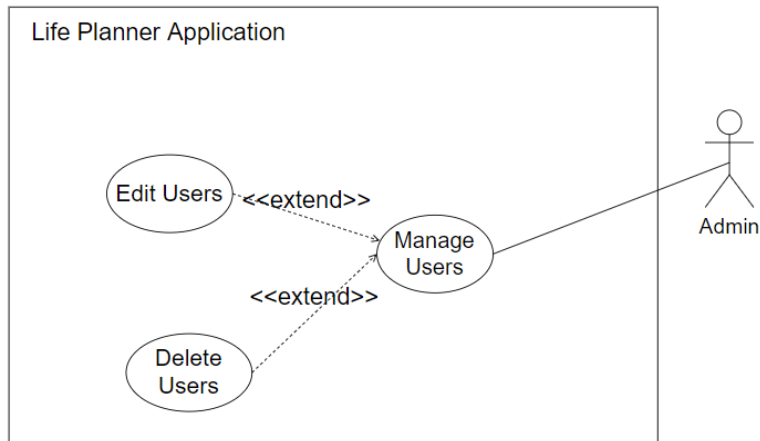 Life Planner Application
Edit Users
<<extend>>
Manage
Users
Admin
<<extend>>
Delete
Users